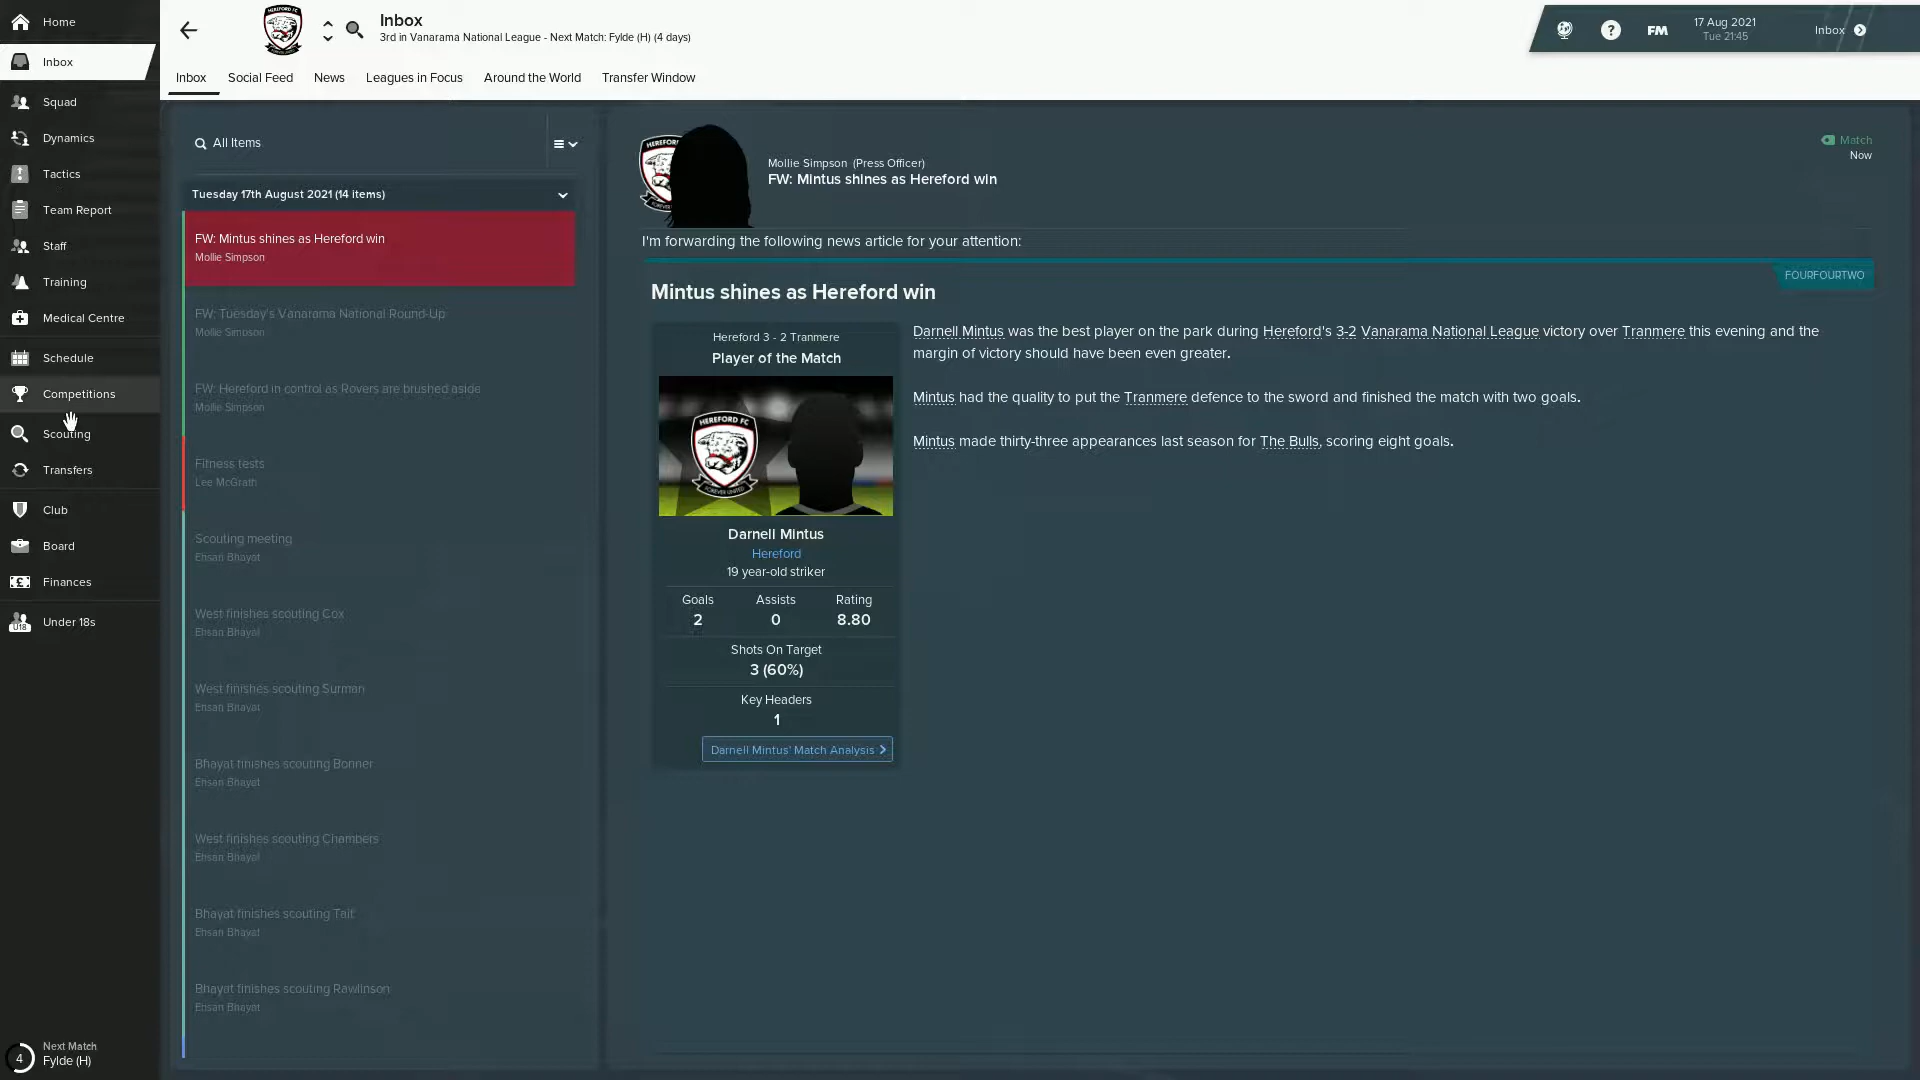 Home
Inbox
Squad
Dynamics
Tactics
Team Report
Staff
Training
Medical Centre
Schedule
Competitions
Scouting
Transfers
Club
Board
Finances
U18
Under 18s
4
Next Match
Fylde (H)
HEREFORD FC
Inbox
3rd in Vanarama National League - Next Match: Fylde (H) (4 days)
FM
17 Aug 2021
Tue 21:45
Inbox
Inbox
Social Feed
News
Leagues in Focus
Around the World
Transfer Window
All Items
Tuesday 17th August 2021 (14 items)
FW: Mintus shines as Hereford win
Mollie Simpson
FW: Tuesday's Vanarama National Round-Up
Mollie Simpson
FW: Hereford in control as Rovers are brushed aside
Mollie Simpson
Fitness tests
Lee McGrath
Scouting meeting
Ehsan Bhayat
West finishes scouting Cox
Ehsan Bhayat
West finishes scouting Surman
Ehsan Bhayat
Bhayat finishes scouting Bonner
Ehsan Bhayat
West finishes scouting Chambers
Ehsan Bhayat
Bhayat finishes scouting Tait
Ehsan Bhayat
Bhayat finishes scouting Rawlinson
Ehsan Bhayat
Mollie Simpson (Press Officer)
FW: Mintus shines as Hereford win
Match
Now
I'm forwarding the following news article for your attention:
FOURFOURTWO
Mintus shines as Hereford win
Hereford 3 - 2 Tranmere
Player of the Match
HEREFORD FC
FOREVER UNITED
Darnell Mintus
Hereford
19 year-old striker
Goals
2
Assists
0
Rating
8.80
Shots On Target
3 (60%)
Key Headers
1
Darnell Mintus' Match Analysis
Darnell Mintus was the best player on the park during Hereford's 3-2 Vanarama National League victory over Tranmere this evening and the
margin of victory should have been even greater.
Mintus had the quality to put the Tranmere defence to the sword and finished the match with two goals.
Mintus made thirty-three appearances last season for The Bulls, scoring eight goals.